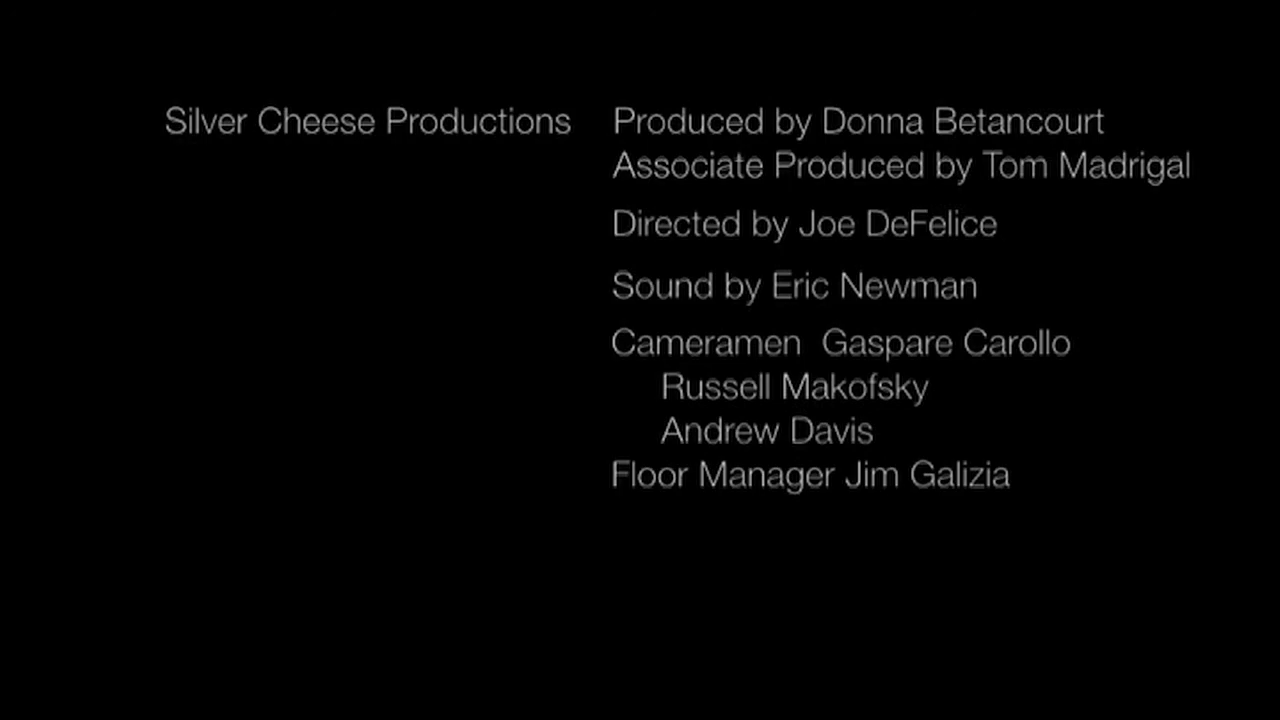 Silver Cheese Productions
Produced by Donna Betancourt
Associate Produced by Tom Madrigal
Directed by Joe DeFelice
Sound by Eric Newman
Cameramen  Gaspare Carollo
Russell Makofsky
Andrew Davis
Floor Manager Jim Galizia